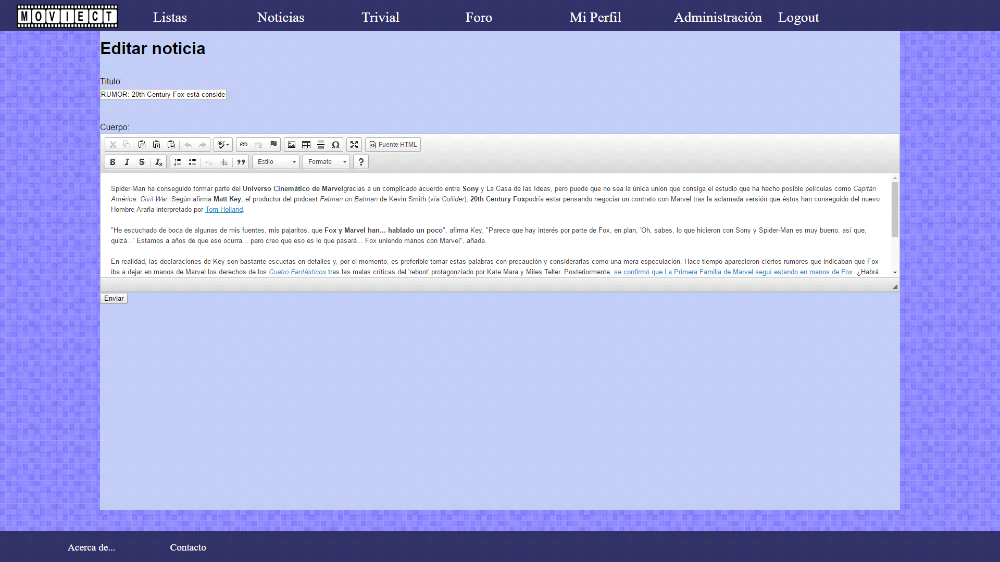 MOVIECT Listas Noticias Trivial Foro Mi Perfil Administración Logout
Editar noticia
Titulo:
RUMOR: 20th Century Fox está conside
Cuerpo:
ABC Ω Fuente HTML
B I S Tx Estilo Formato ?
Spider-Man ha conseguido formar parte del Universo Cinemático de Marvelgracias a un complicado acuerdo entre Sony y La Casa de las Ideas, pero puede que no sea la única unión que consiga el estudio que ha hecho posible películas como Capitán
América: Civil War. Según afirma Matt Key, el productor del podcast Fatman on Batman de Kevin Smith (vía Collider), 20th Century Foxpodría estar pensando negociar un contrato con Marvel tras la aclamada versión que éstos han conseguido del nuevo
Hombre Araña interpretado por Tom Holland.
"He escuchado de boca de algunas de mis fuentes, mis pajaritos, que Fox y Marvel han... hablado un poco", afirma Key. "Parece que hay interés por parte de Fox, en plan, 'Oh, sabes, lo que hicieron con Sony y Spider-Man es muy bueno, así que,
quizá...' Estamos a años de que eso ocurra... pero creo que eso es lo que pasará... Fox uniendo manos con Marvel", añade.
En realidad, las declaraciones de Key son bastante escuetas en detalles y, por el momento, es preferible tomar estas palabras con precaución y considerarlas como una mera especulación. Hace tiempo aparecieron ciertos rumores que indicaban que Fox
iba a dejar en manos de Marvel los derechos de los Cuatro Fantásticos tras las malas críticas del 'reboot' protagonziado por Kate Mara y Miles Teller. Posteriormente, se confirmó que La Primera Familia de Marvel seguí estando en manos de Fox. ¿Habrá
Enviar
Acerca de... Contacto